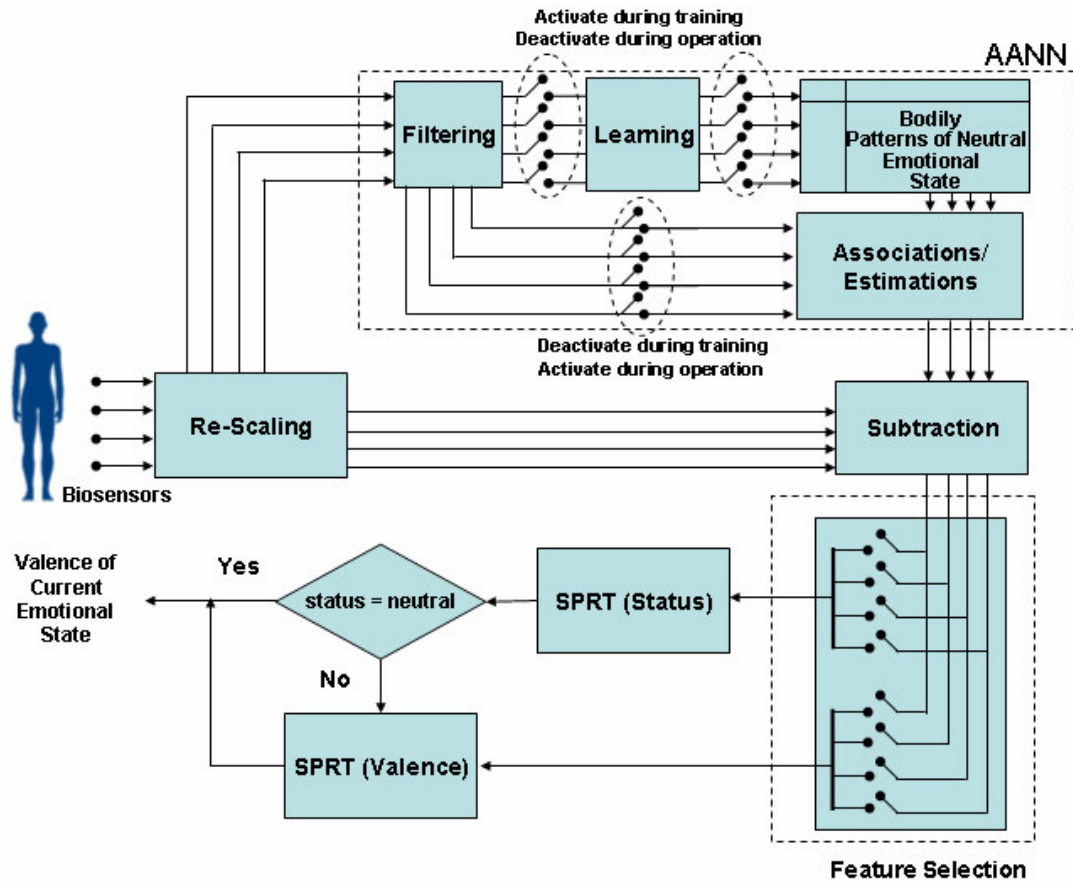 Activate during training
Deactivate during operation
AANN
Filtering
Learning
Bodily
Patterns of Neutral
Emotional
State
Associations/
Estimations
Deactivate during training
Activate during operation
Re-Scaling
Subtraction
Biosensors
Valence of
Current
Emotional
State
Yes
status = neutral
SPRT (Status)
No
SPRT (Valence)
Feature Selection